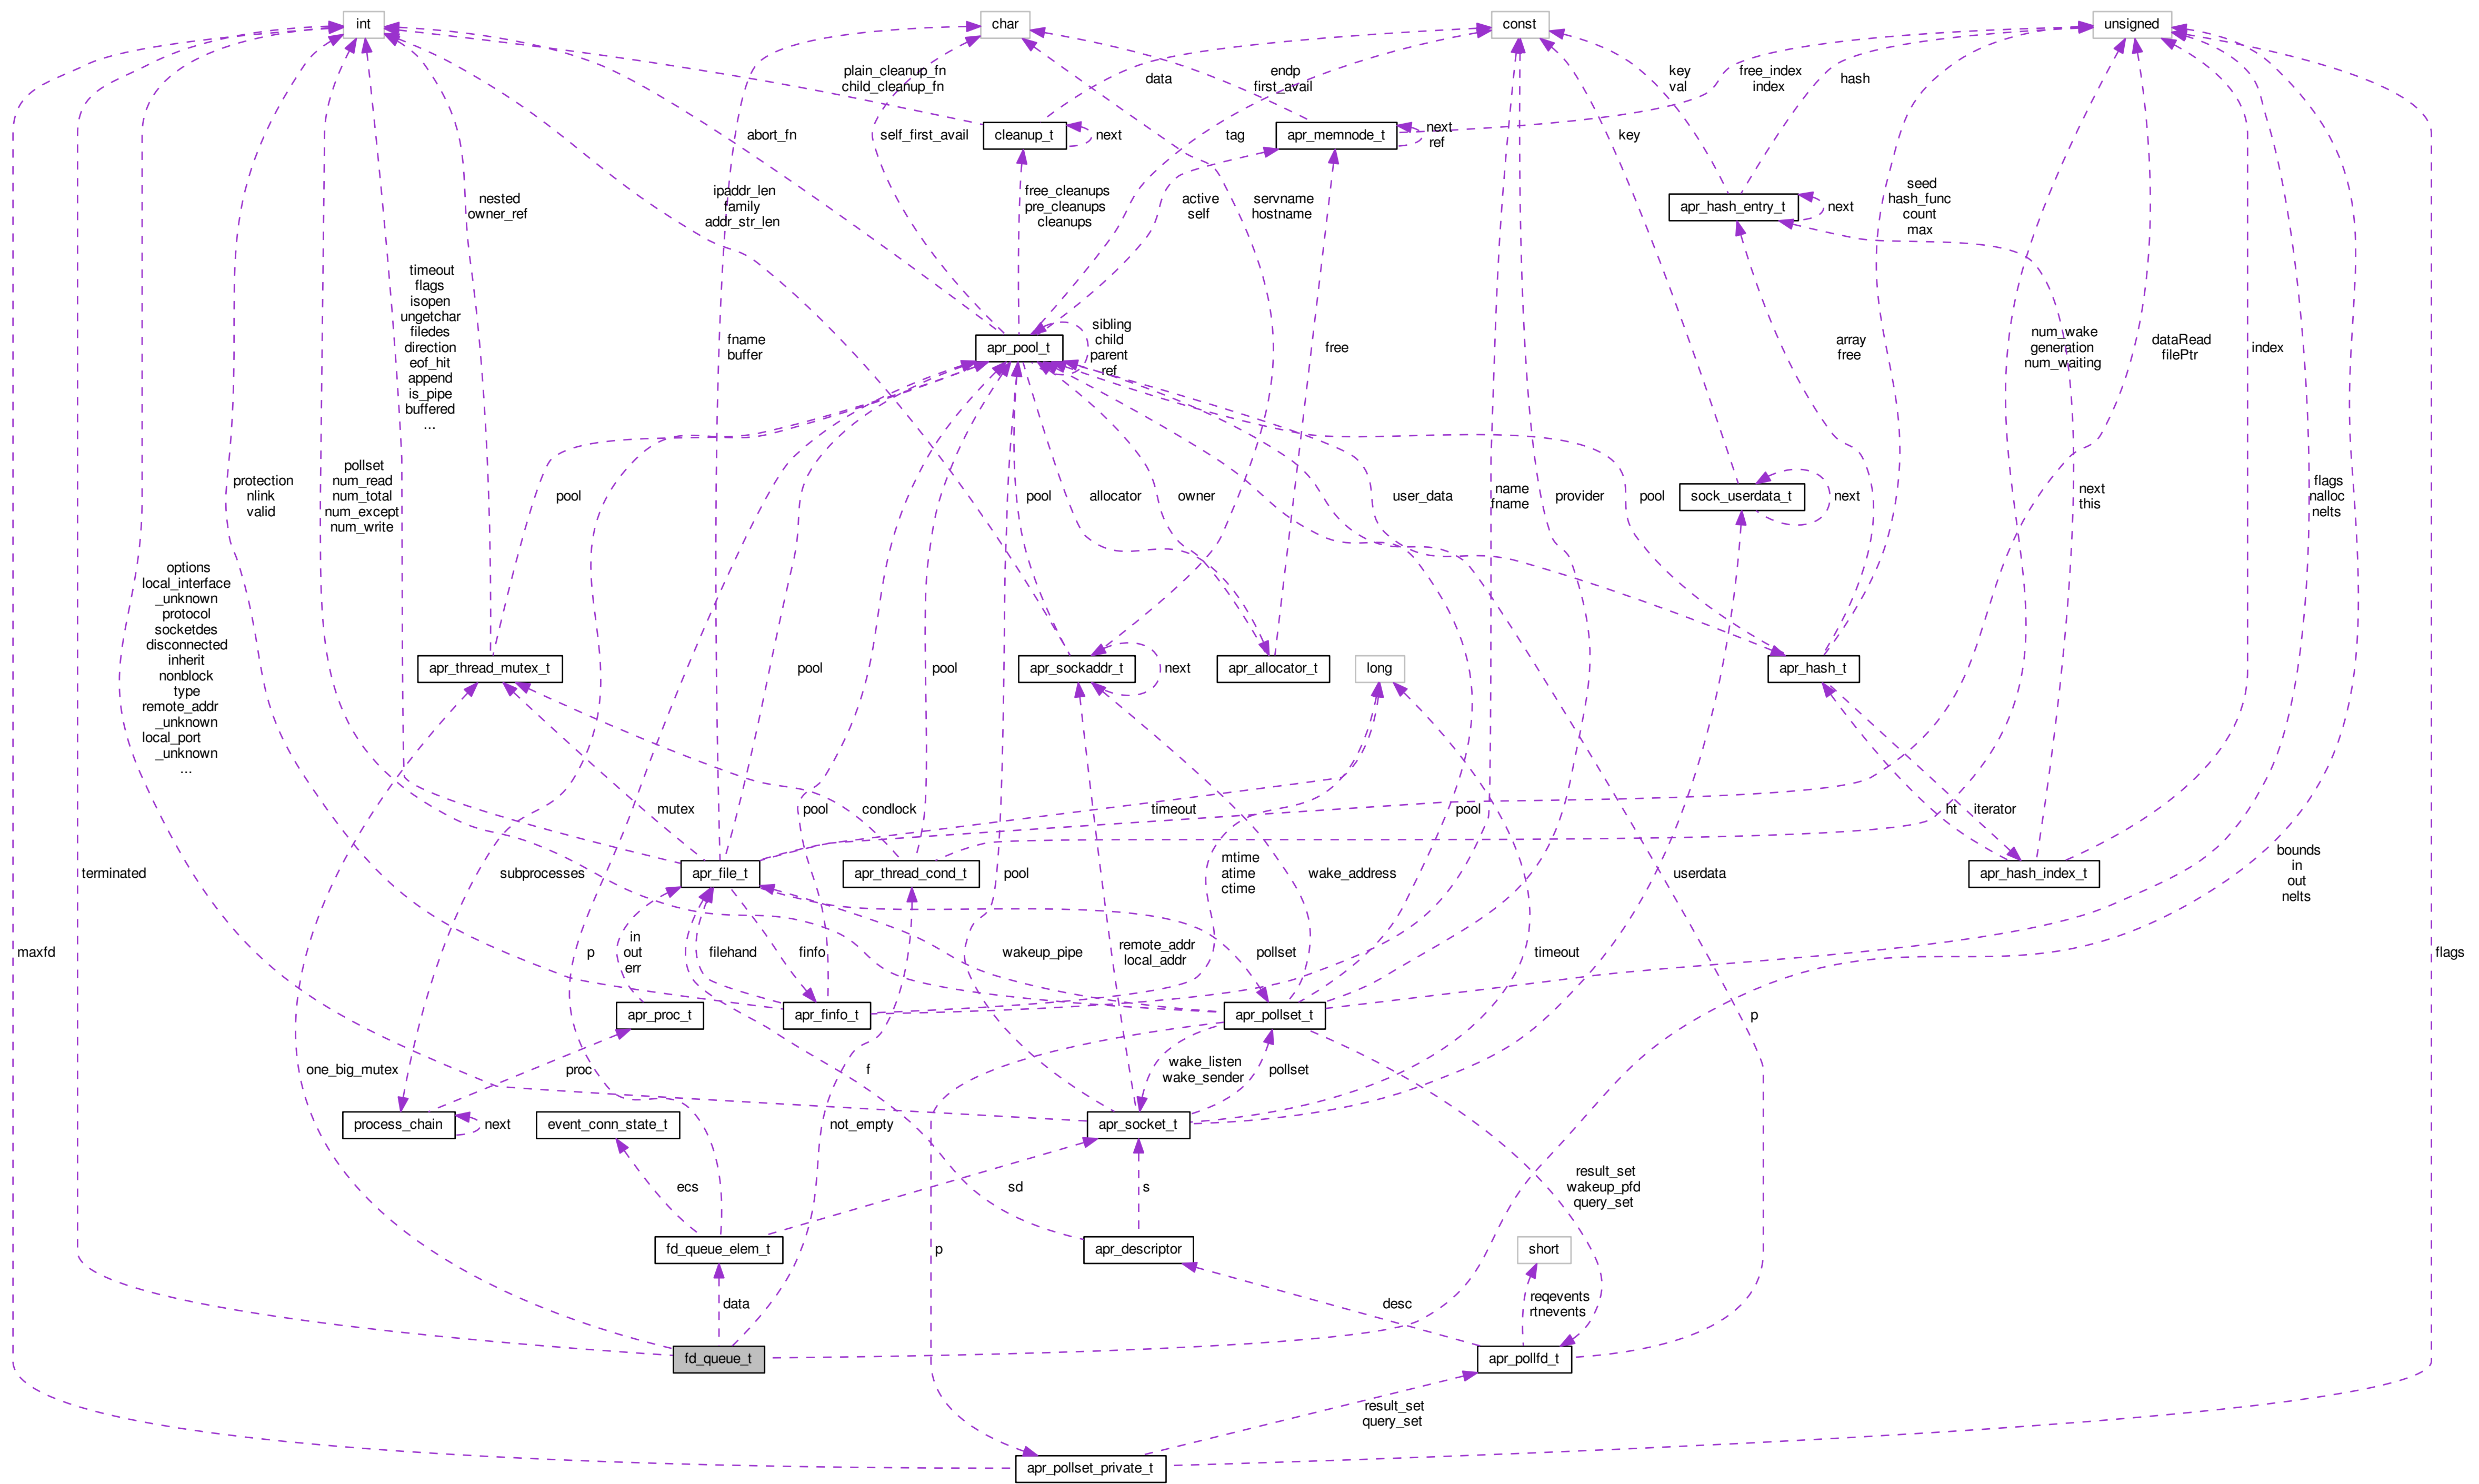 int
char
const
unsigned
plain_cleanup_fn
child_cleanup_fn
data
endp
first_avail
key
val
free_index
index
hash
abort_fn
self_first_avail
cleanup_t
next
tag
apr_memnode_t
next
ref
key
nested
owner_ref
ipaddr_len
family
addr_str_len
free_cleanups
pre_cleanups
cleanups
active
self
servname
hostname
apr_hash_entry_t
next
seed
hash_func
count
max
timeout
flags
isopen
ungetchar
filedes
direction
eof_hit
append
is_pipe
buffered
...
fname
buffer
apr_pool_t
sibling
child
parent
ref
free
array
free
num_wake
generation
num_waiting
dataRead
filePtr
index
protection
nlink
valid
pollset
num_read
num_total
num_except
num_write
pool
pool
allocator
owner
user_data
name
fname
provider
pool
sock_userdata_t
next
next
this
flags
nalloc
nelts
options
local_interface
_unknown
protocol
socketdes
disconnected
inherit
nonblock
type
remote_addr
_unknown
local_port
_unknown
...
apr_thread_mutex_t
pool
pool
apr_sockaddr_t
next
apr_allocator_t
long
apr_hash_t
mutex
pool
condlock
timeout
pool
ht
iterator
terminated
subprocesses
apr_file_t
apr_thread_cond_t
pool
mtime
atime
ctime
wake_address
userdata
apr_hash_index_t
bounds
in
out
nelts
maxfd
p
in
out
err
filehand
finfo
wakeup_pipe
remote_addr
local_addr
pollset
timeout
flags
apr_proc_t
apr_finfo_t
apr_pollset_t
p
one_big_mutex
proc
f
wake_listen
wake_sender
pollset
process_chain
next
event_conn_state_t
not_empty
apr_socket_t
ecs
sd
s
result_set
wakeup_pfd
query_set
fd_queue_elem_t
p
apr_descriptor
short
data
desc
reqevents
rtnevents
fd_queue_t
apr_pollfd_t
result_set
query_set
apr_pollset_private_t